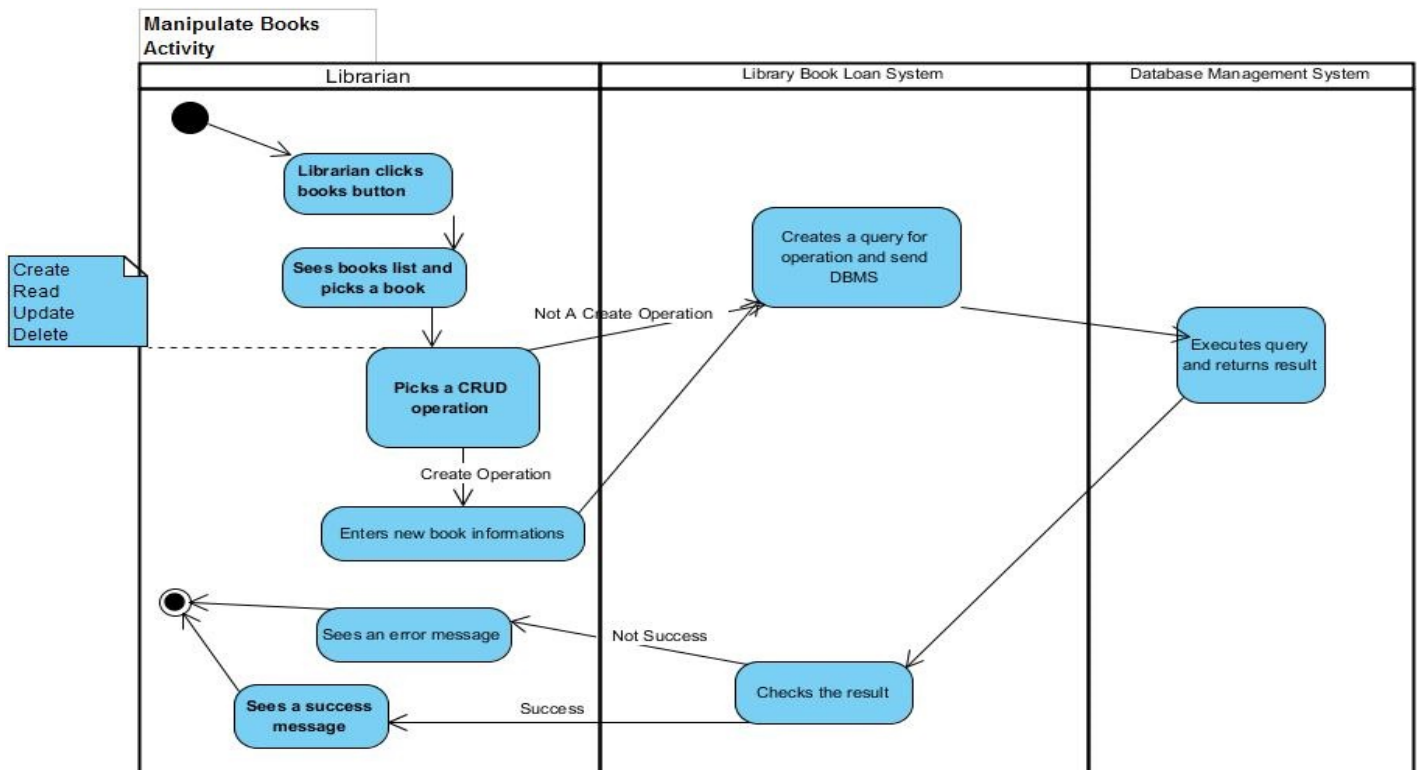 Manipulate Books
Activity
Librarian
Library Book Loan System
Database Management System
Librarian clicks
books button
Sees books list and
picks a book
Create
Read
Update
Delete
Picks a CRUD
operation
Not A Create Operation
Creates a query for
operation and send
DBMS
Executes query
and returns result
Create Operation
Enters new book informations
Sees an error message
Not Success
Checks the result
Sees a success
message
Success